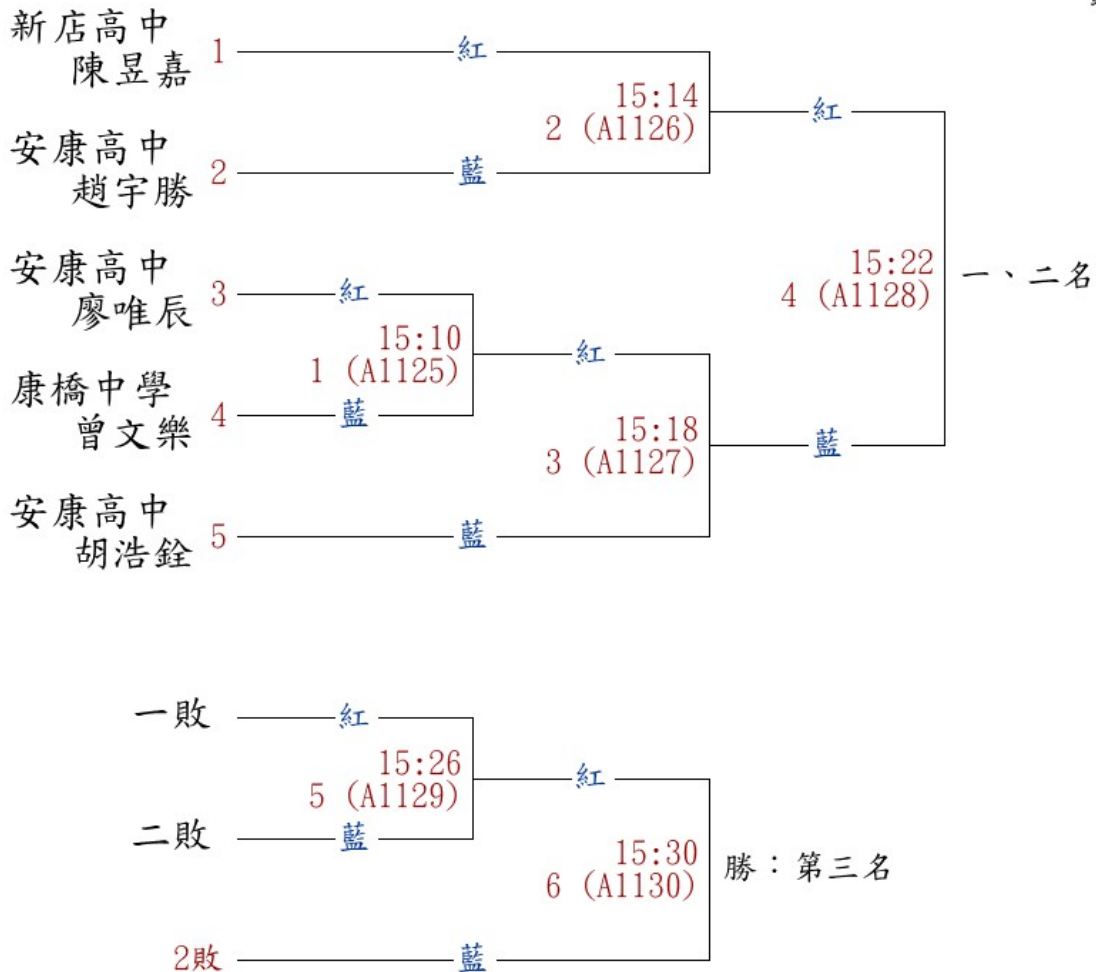 新店高中
陳昱嘉 1 紅
15:14
2 (A1126) 紅
安康高中
趙宇勝 2 藍
安康高中
廖唯辰 3 紅
15:22
4 (A1128) 一、二名
15:10
1 (A1125) 紅
康橋中學
曾文樂 4 藍
15:18
3 (A1127) 藍
安康高中
胡浩銓 5 藍
一敗 紅
15:26
5 (A1129) 紅
二敗 藍
15:30
6 (A1130) 勝：第三名
2敗 藍